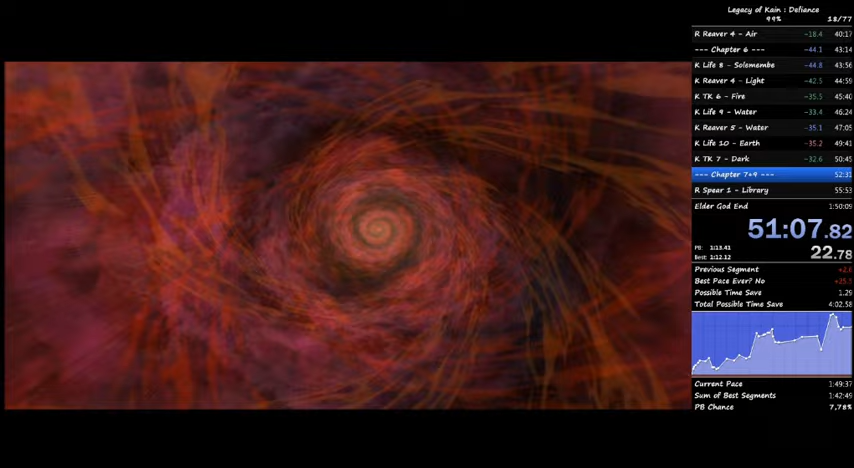 Legacy of Kain : Defiance
99% 18/77
R Reaver 4 - Air -18.4 40:17
--- Chapter 6 --- -44.1 43:14
K Life 8 - Solemembe -44.8 43:56
K Reaver 4 - Light -42.5 44:59
K TK 6 - Fire -35.5 45:40
K Life 9 - Water -33.4 46:24
K Reaver 5 - Water -35.1 47:05
K Life 10 - Earth -35.2 49:41
K TK 7 - Dark -32.6 50:45
--- Chapter 7+9 --- 52:31
R Spear 1 - Library 55:53
Elder God End 1:50:09
51:07.82
PB: 1:13.41
Best: 1:12.12
22.78
Previous Segment +2.6
Best Pace Ever? No
Possible Time Save 1.29
Total Possible Time Save 4:02.58
Current Pace 1:49:37
Sum of Best Segments 1:42:49
PB Chance 7,78%